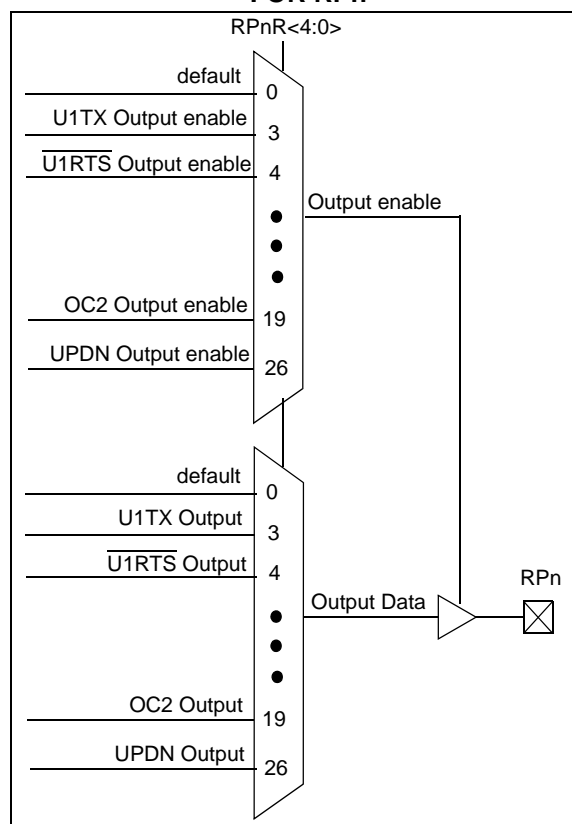 RPnR<4:0>
default
0
U1TX Output enable
3
U1RTS Output enable
4
Output enable
OC2 Output enable
19
UPDN Output enable
26
default
0
U1TX Output
3
U1RTS Output
4
RPn
Output Data
OC2 Output
19
UPDN Output
26